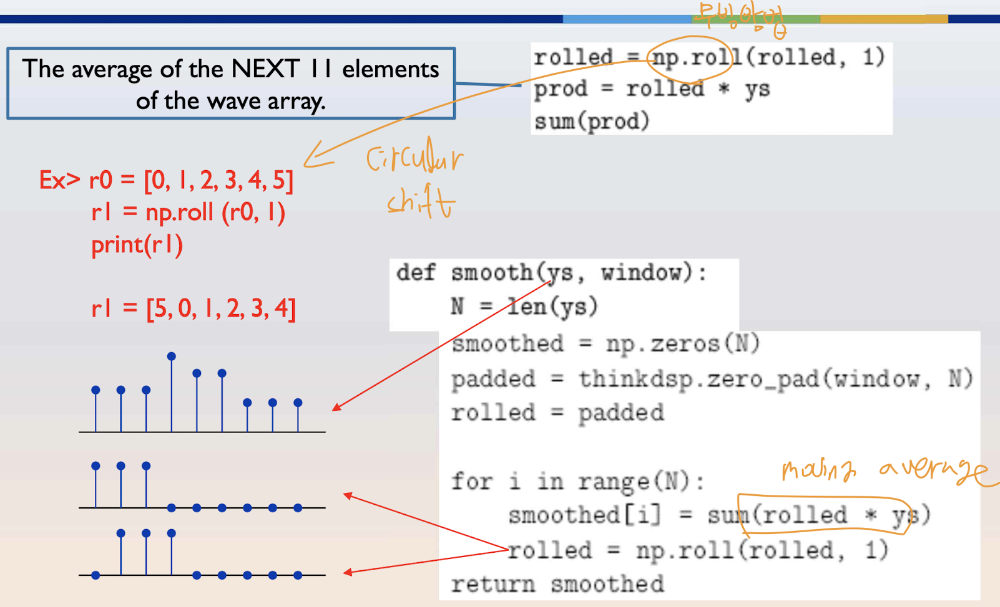 무빙
rolled = np.roll(rolled, 1)
prod = rolled * ys
sum(prod)
The average of the NEXT 11 elements
of the wave array.
circular
shift
Ex> r0 = [0, 1, 2, 3, 4, 5]
r1 = np.roll (r0, 1)
print(r1)
r1 = [5, 0, 1, 2, 3, 4]
def smooth(ys, window):
N = len(ys)
smoothed = np.zeros(N)
padded = thinkdsp.zero_pad(window, N)
rolled = padded
for i in range(N):
moving average
smoothed[i] = sum(rolled * ys)
rolled = np.roll(rolled, 1)
return smoothed